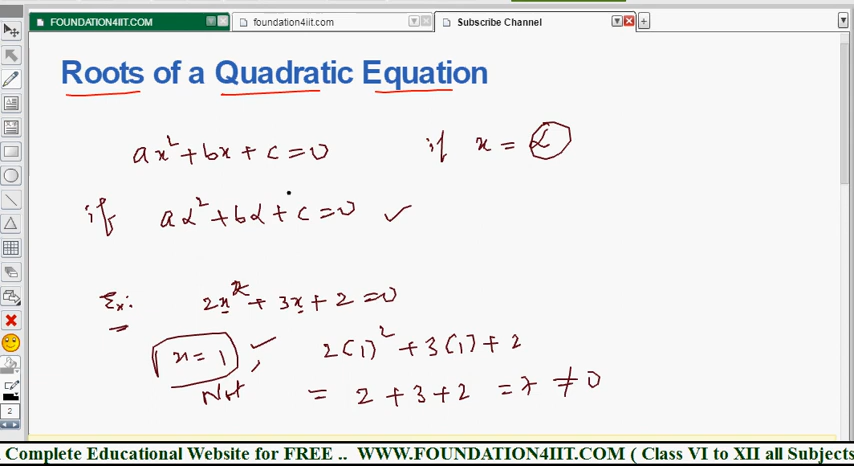 FOUNDATION4IIT.COM foundation4iit.com Subscribe Channel
Roots of a Quadratic Equation
ax²+bx+c=0 if x = α
if aα²+bα+c=0 ✓
Ex: 2x²+3x+2=0
x=1 ✓, 2(1)²+3(1)+2
Not = 2+3+2 =7 ≠0
2
Complete Educational Website for FREE .. WWW.FOUNDATION4IIT.COM ( Class VI to XII all Subjects